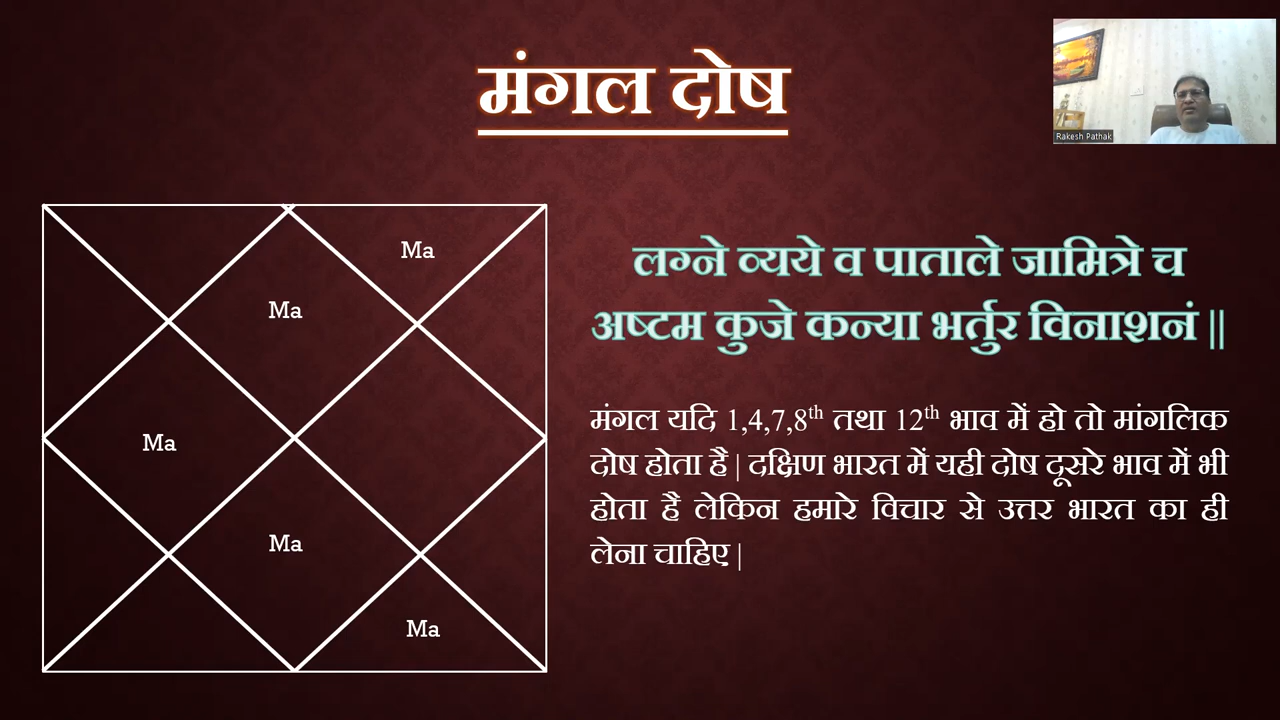 मंगल दोष
Rakesh Pathak
Ma
Ma
Ma
Ma
Ma
लग्ने व्यये व पाताले जामित्रे च
अष्टम कुजे कन्या भर्तुर विनाशनं ||
मंगल यदि 1,4,7,8th तथा 12th भाव में हो तो मांगलिक
दोष होता है | दक्षिण भारत में यही दोष दूसरे भाव में भी
होता है लेकिन हमारे विचार से उत्तर भारत का ही
लेना चाहिए |